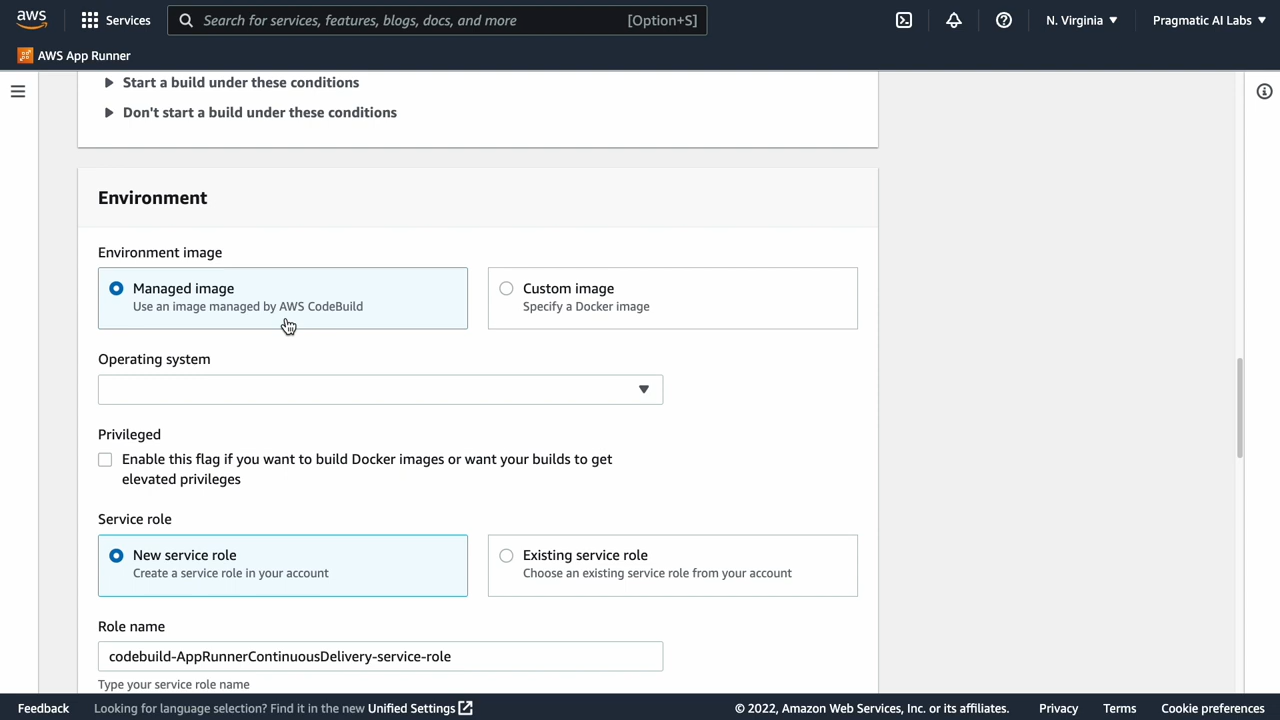 aws
Services
Search for services, features, blogs, docs, and more
[Option+S]
N. Virginia
Pragmatic AI Labs
AWS App Runner
Start a build under these conditions
Don't start a build under these conditions
Environment
Environment image
Managed image
Use an image managed by AWS CodeBuild
Custom image
Specify a Docker image
Operating system
Privileged
Enable this flag if you want to build Docker images or want your builds to get
elevated privileges
Service role
New service role
Create a service role in your account
Existing service role
Choose an existing service role from your account
Role name
codebuild-AppRunnerContinuousDelivery-service-role
Type your service role name
Feedback
Looking for language selection? Find it in the new Unified Settings
© 2022, Amazon Web Services, Inc. or its affiliates.
Privacy
Terms
Cookie preferences